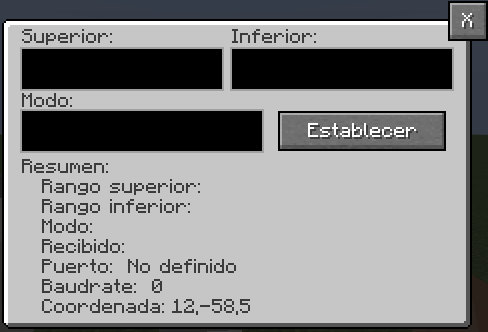 X
Superior: Inferior:
Modo:
Establecer
Resumen:
Rango superior:
Rango inferior:
Modo:
Recibido:
Puerto: No definido
Baudrate: 0
Coordenada: 12,-58,5